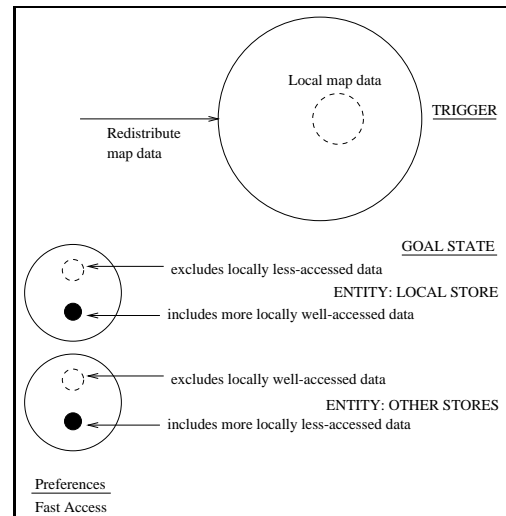 Local map data
TRIGGER
Redistribute
map data
GOAL STATE
excludes locally less-accessed data
ENTITY: LOCAL STORE
includes more locally well-accessed data
excludes locally well-accessed data
ENTITY: OTHER STORES
includes more locally less-accessed data
Preferences
Fast Access